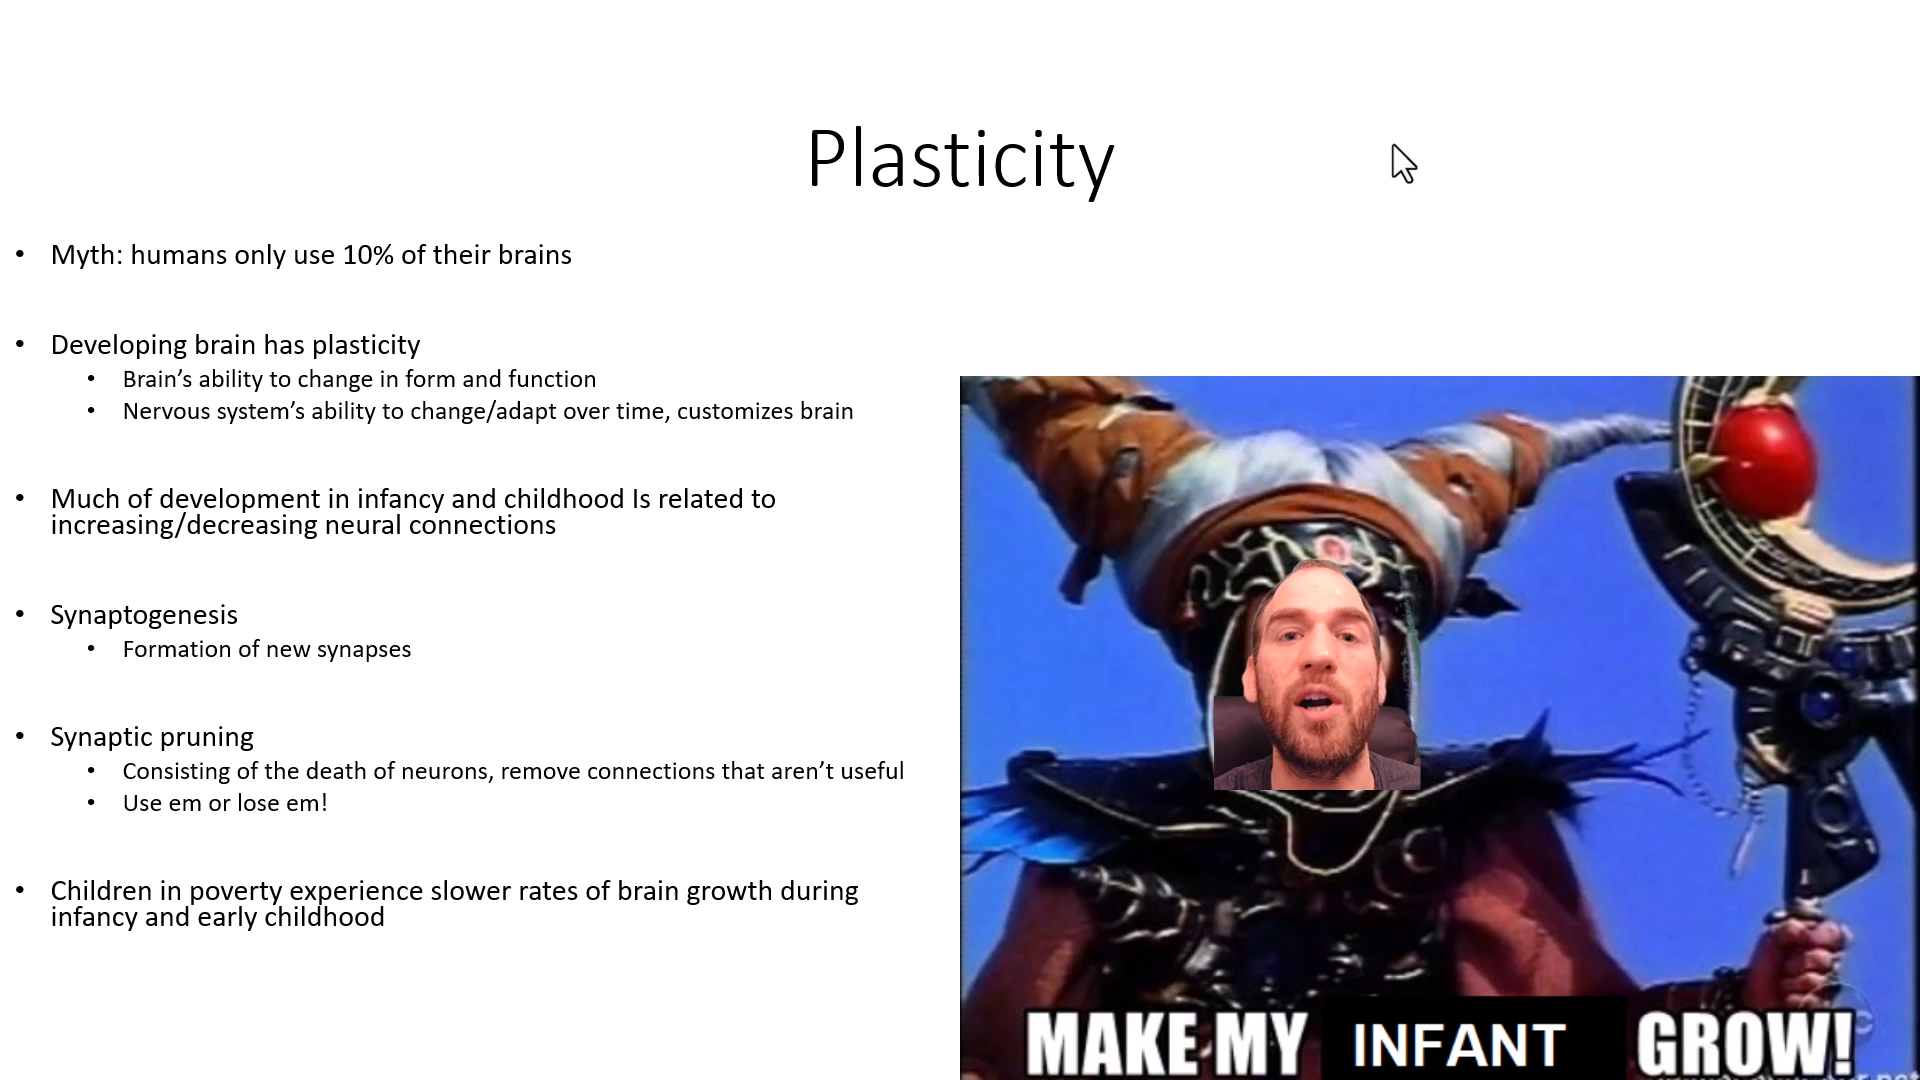 Plasticity
• Myth: humans only use 10% of their brains
• Developing brain has plasticity
• Brain’s ability to change in form and function
• Nervous system’s ability to change/adapt over time, customizes brain
• Much of development in infancy and childhood Is related to
increasing/decreasing neural connections
• Synaptogenesis
• Formation of new synapses
• Synaptic pruning
• Consisting of the death of neurons, remove connections that aren’t useful
• Use em or lose em!
• Children in poverty experience slower rates of brain growth during
infancy and early childhood
MAKE MY INFANT GROW!